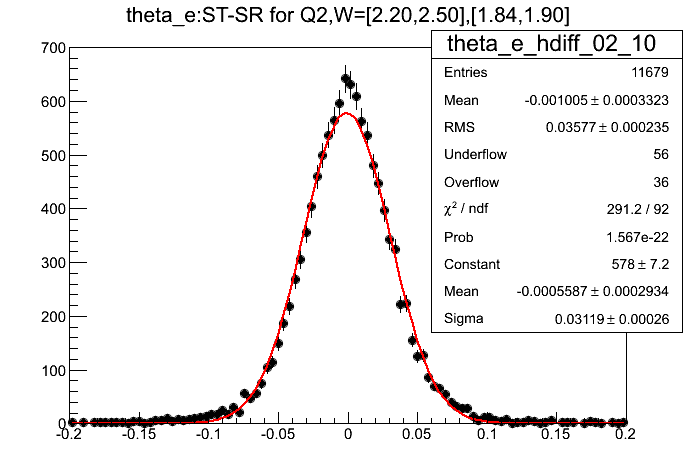 theta_e:ST-SR for Q2,W=[2.20,2.50],[1.84,1.90]
theta_e_hdiff_02_10
Entries 11679
Mean -0.001005 ± 0.0003323
RMS 0.03577 ± 0.000235
Underflow 56
Overflow 36
χ² / ndf 291.2 / 92
Prob 1.567e-22
Constant 578 ± 7.2
Mean -0.0005587 ± 0.0002934
Sigma 0.03119 ± 0.00026
700
600
500
400
300
200
100
0
-0.2 -0.15 -0.1 -0.05 0 0.05 0.1 0.15 0.2